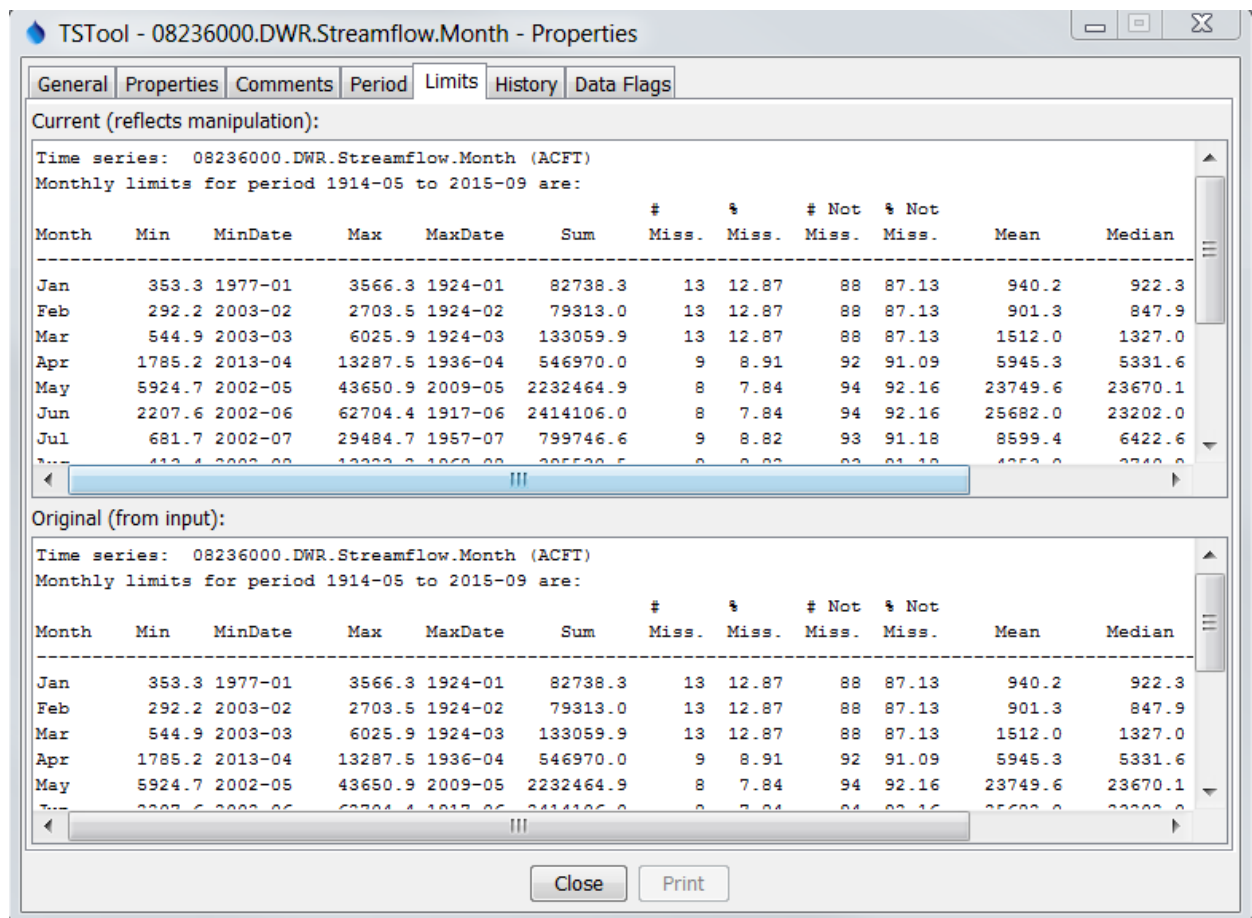 TSTool - 08236000.DWR.Streamflow.Month - Properties
General Properties Comments Period Limits History Data Flags
Current (reflects manipulation):
Time series: 08236000.DWR.Streamflow.Month (ACFT)
Monthly limits for period 1914-05 to 2015-09 are:
# % # Not % Not
Month Min MinDate Max MaxDate Sum Miss. Miss. Miss. Miss. Mean Median
--------------------------------------------------------------------------------
Jan 353.3 1977-01 3566.3 1924-01 82738.3 13 12.87 88 87.13 940.2 922.3
Feb 292.2 2003-02 2703.5 1924-02 79313.0 13 12.87 88 87.13 901.3 847.9
Mar 544.9 2003-03 6025.9 1924-03 133059.9 13 12.87 88 87.13 1512.0 1327.0
Apr 1785.2 2013-04 13287.5 1936-04 546970.0 9 8.91 92 91.09 5945.3 5331.6
May 5924.7 2002-05 43650.9 2009-05 2232464.9 8 7.84 94 92.16 23749.6 23670.1
Jun 2207.6 2002-06 62704.4 1917-06 2414106.0 8 7.84 94 92.16 25682.0 23202.0
Jul 681.7 2002-07 29484.7 1957-07 799746.6 9 8.82 93 91.18 8599.4 6422.6
Original (from input):
Time series: 08236000.DWR.Streamflow.Month (ACFT)
Monthly limits for period 1914-05 to 2015-09 are:
# % # Not % Not
Month Min MinDate Max MaxDate Sum Miss. Miss. Miss. Miss. Mean Median
--------------------------------------------------------------------------------
Jan 353.3 1977-01 3566.3 1924-01 82738.3 13 12.87 88 87.13 940.2 922.3
Feb 292.2 2003-02 2703.5 1924-02 79313.0 13 12.87 88 87.13 901.3 847.9
Mar 544.9 2003-03 6025.9 1924-03 133059.9 13 12.87 88 87.13 1512.0 1327.0
Apr 1785.2 2013-04 13287.5 1936-04 546970.0 9 8.91 92 91.09 5945.3 5331.6
May 5924.7 2002-05 43650.9 2009-05 2232464.9 8 7.84 94 92.16 23749.6 23670.1
Close Print